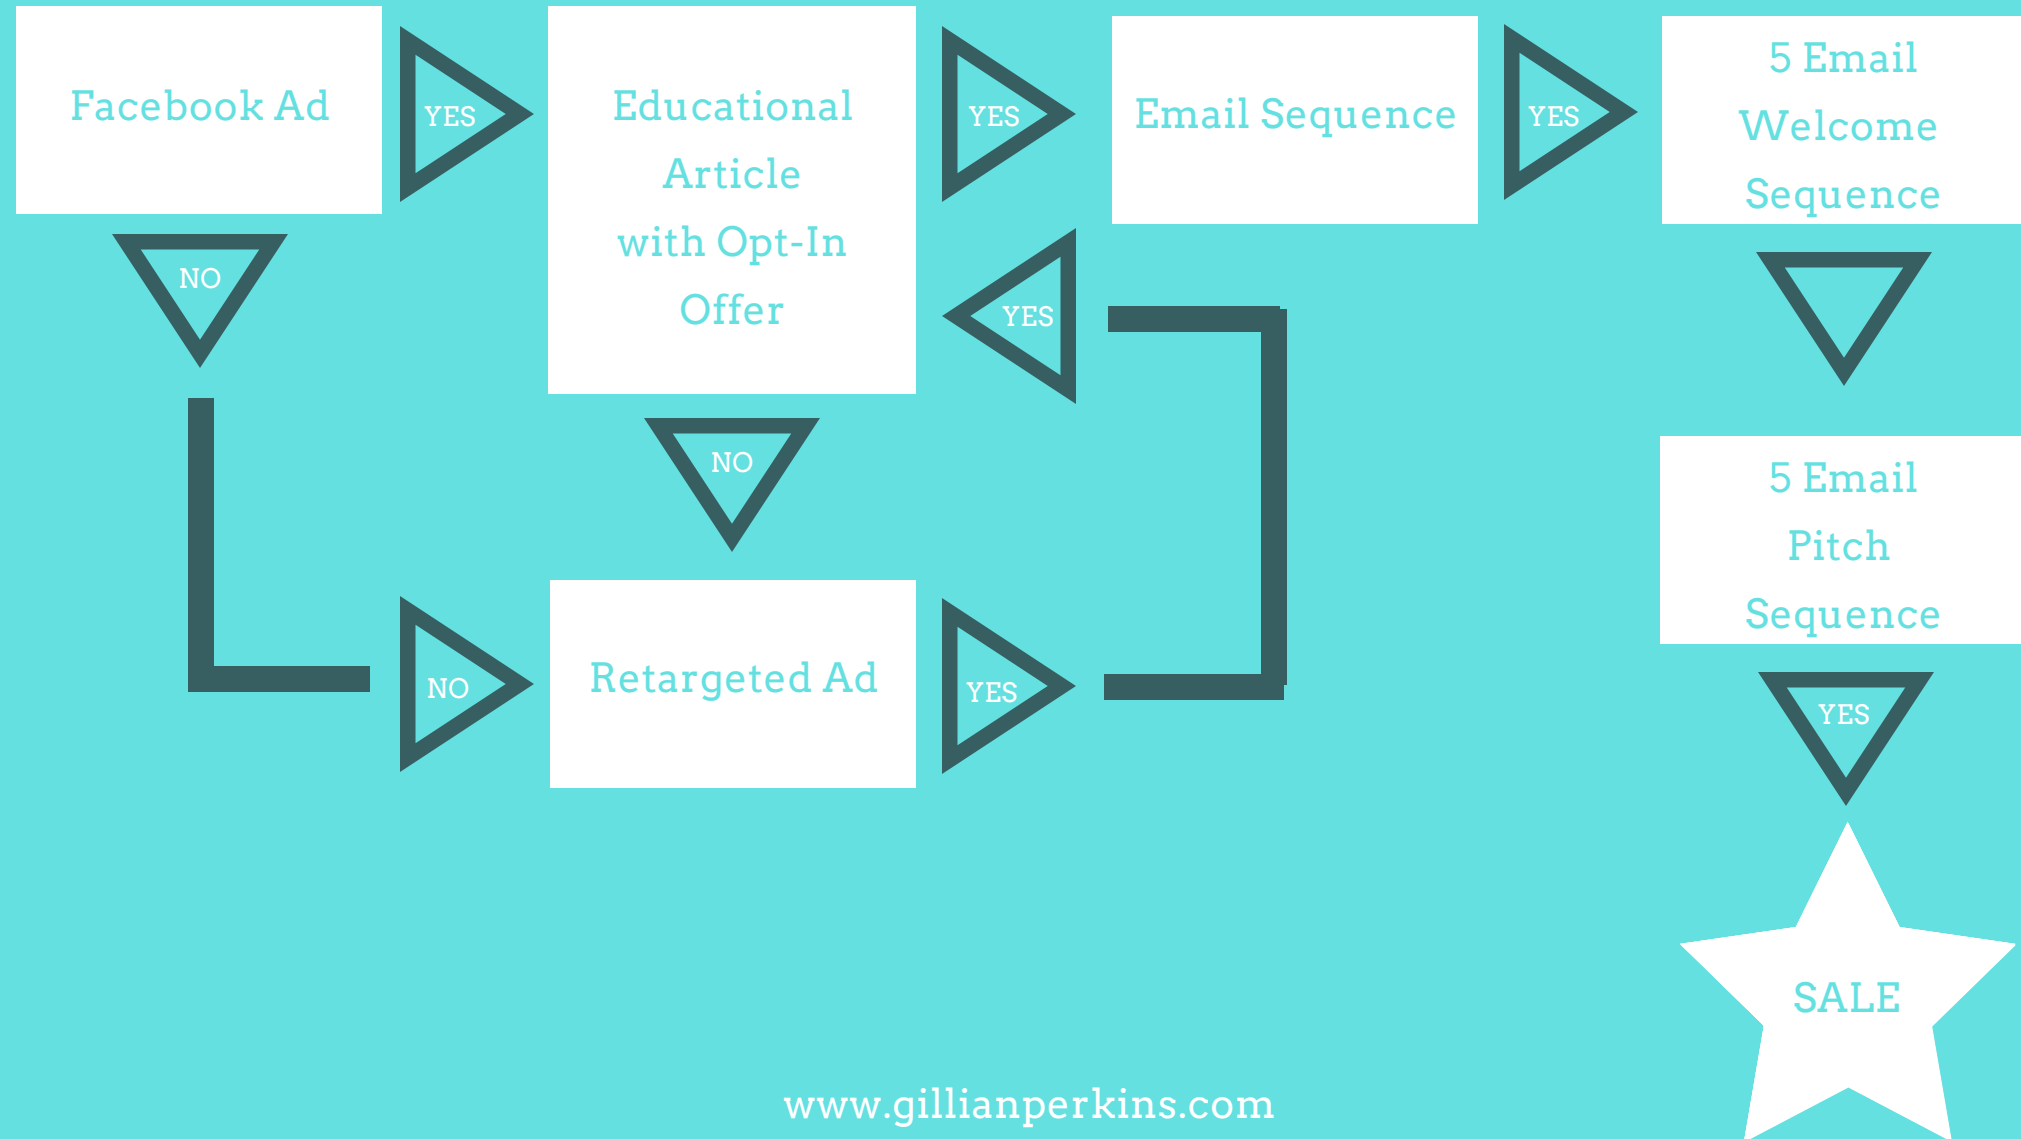 Facebook Ad
YES
Educational
Article
with Opt-In
Offer
YES
Email Sequence
YES
5 Email
Welcome
Sequence
NO
YES
NO
5 Email
Pitch
Sequence
NO
Retargeted Ad
YES
YES
SALE
www.gillianperkins.com